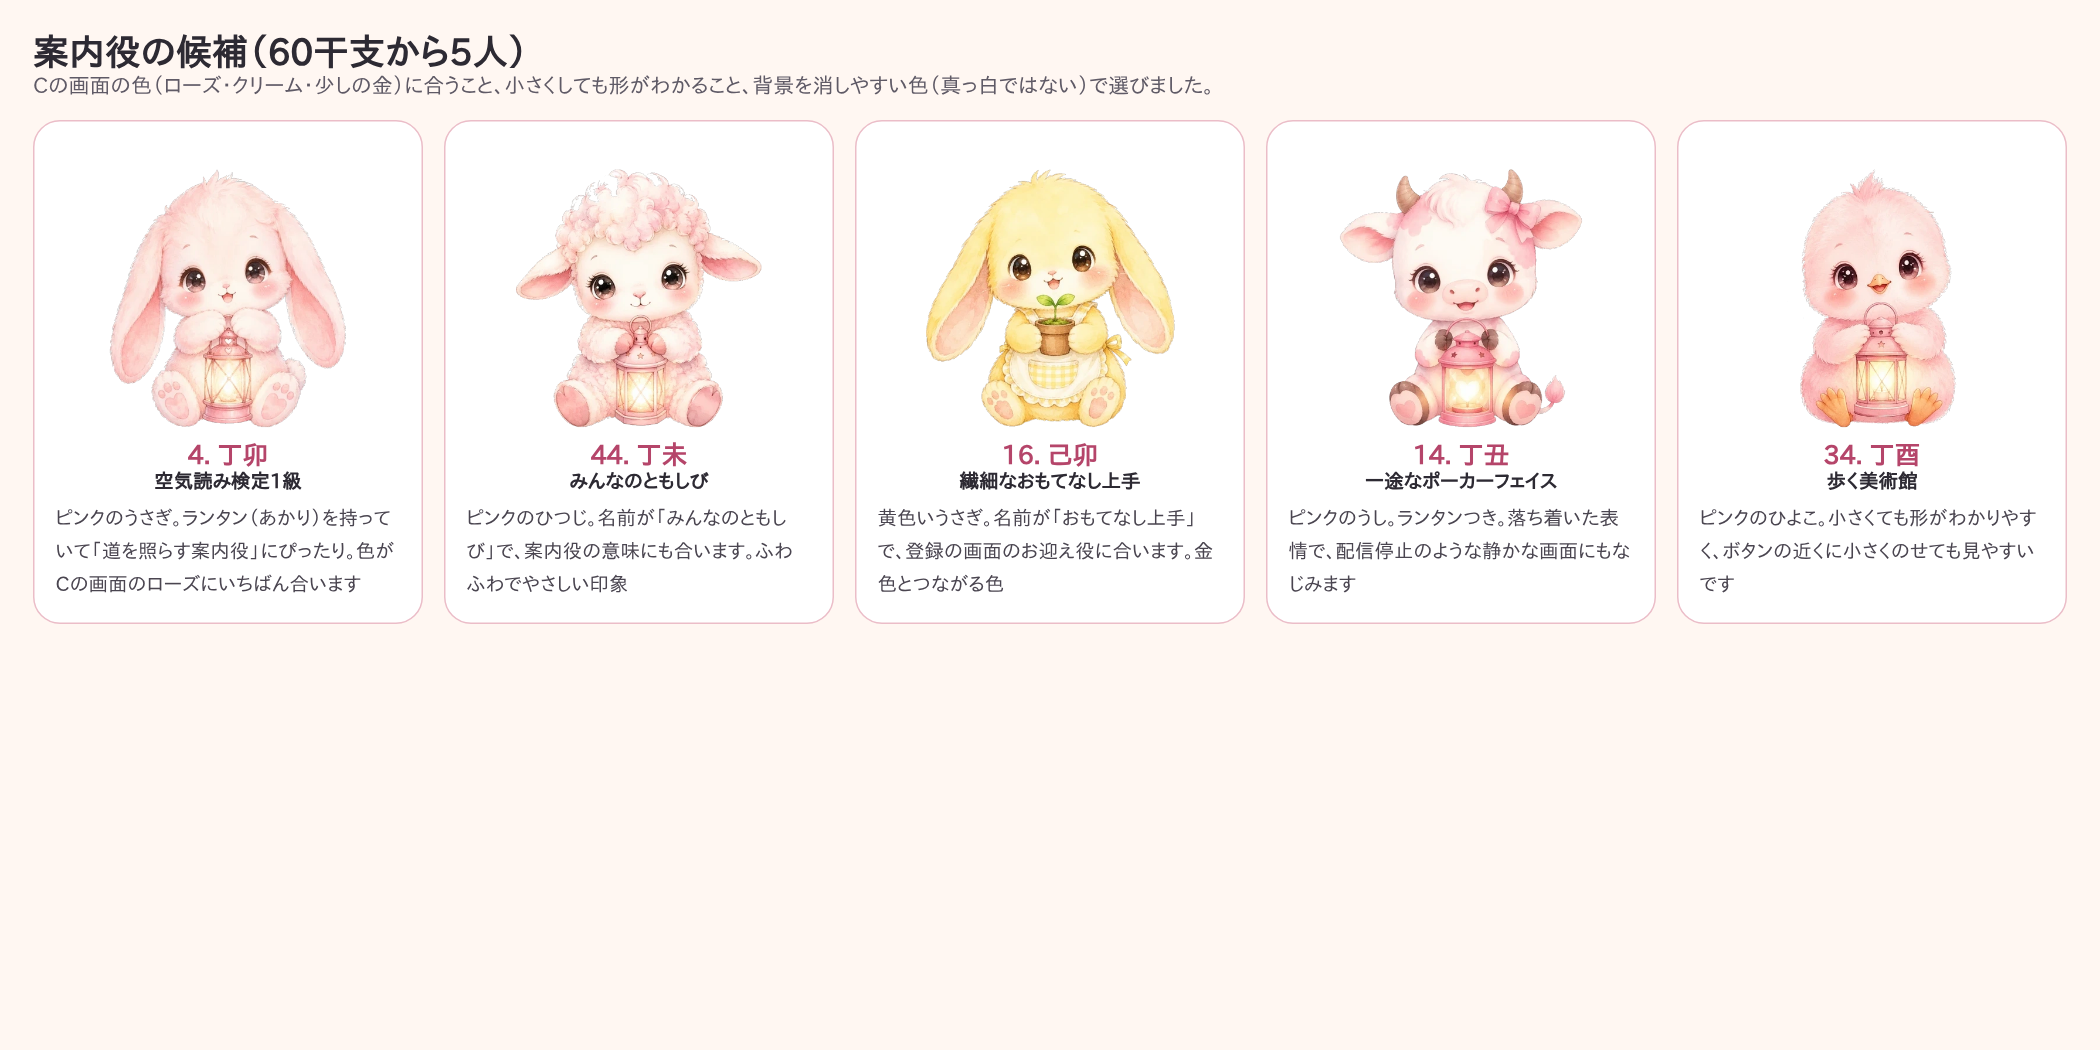 案内役の候補（60干支から5人）
Cの画面の色（ローズ・クリーム・少しの金）に合うこと、小さくしても形がわかること、背景を消しやすい色（真っ白ではない）で選びました。
4. 丁卯
空気読み検定1級
ピンクのうさぎ。ランタン（あかり）を持って
いて「道を照らす案内役」にぴったり。色が
Cの画面のローズにいちばん合います
44. 丁未
みんなのともしび
ピンクのひつじ。名前が「みんなのともし
び」で、案内役の意味にも合います。ふわ
ふわでやさしい印象
16. 己卯
繊細なおもてなし上手
黄色いうさぎ。名前が「おもてなし上手」
で、登録の画面のお迎え役に合います。金
色とつながる色
14. 丁丑
一途なポーカーフェイス
ピンクのうし。ランタンつき。落ち着いた表
情で、配信停止のような静かな画面にもな
じみます
34. 丁酉
歩く美術館
ピンクのひよこ。小さくても形がわかりやす
く、ボタンの近くに小さくのせても見やすい
です